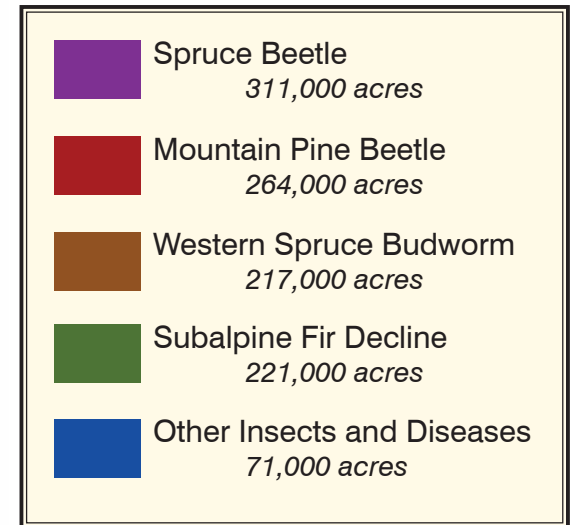 Spruce Beetle
311,000 acres
Mountain Pine Beetle
264,000 acres
Western Spruce Budworm
217,000 acres
Subalpine Fir Decline
221,000 acres
Other Insects and Diseases
71,000 acres